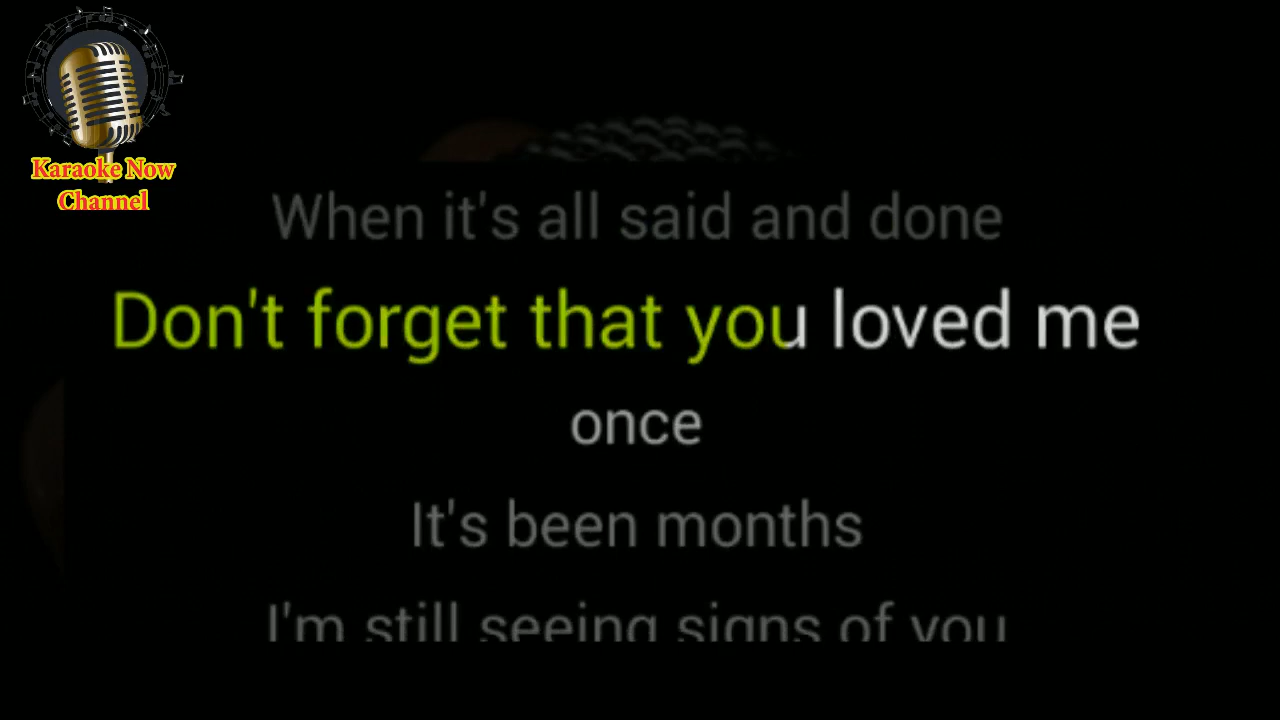 Karaoke Now
Channel
When it's all said and done
Don't forget that you loved me
once
It's been months
I'm still seeing signs of you